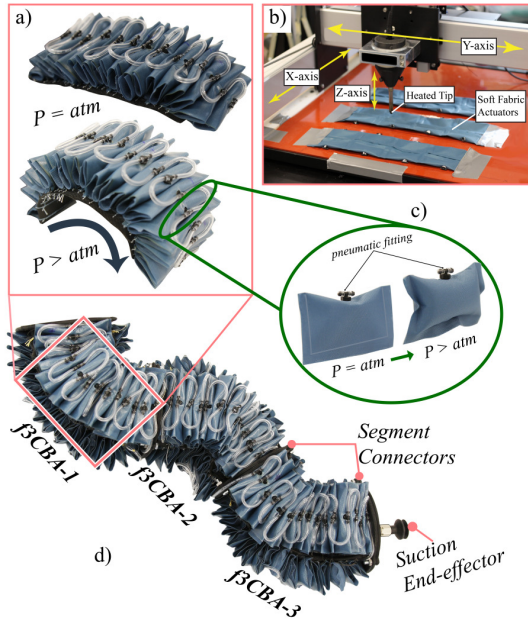 a)
P = atm
P > atm
b)
Y-axis
X-axis
Z-axis
Heated Tip
Soft Fabric
Actuators
c)
pneumatic fitting
P = atm
P > atm
d)
f3CBA-1
f3CBA-2
f3CBA-3
Segment
Connectors
Suction
End-effector